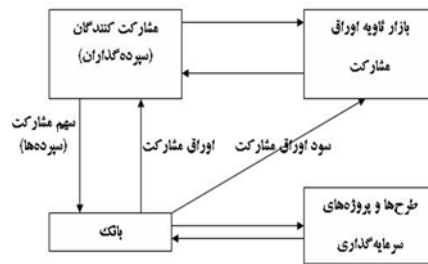 مشارکت کنندگان
(سپرده‌گذاران)
بازار ثاویه اوراق
مشارکت
سهم مشارکت
(سپرده‌ها)
اوراق مشارکت
سود اوراق مشارکت
بانک
طرح‌ها و پروژه‌های
سرمایه‌گذاری